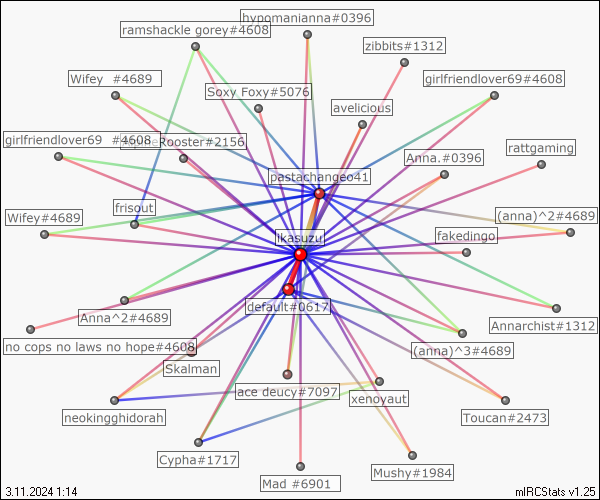 hypomanianna#0396
ramshackle gorey#4608
zibbits#1312
Wifey  #4689
girlfriendlover69#4608
Soxy Foxy#5076
avelicious
girlfriendlover69  #4608
Rooster#2156
rattgaming
Anna.#0396
pastachangeo41
frisout
Wifey#4689
(anna)^2#4689
ikasuzu
fakedingo
default#0617
Anna^2#4689
Annarchist#1312
no cops no laws no hope#4608
(anna)^3#4689
Skalman
ace deucy#7097
xenoyaut
neokingghidorah
Toucan#2473
Cypha#1717
Mushy#1984
Mad #6901
3.11.2024 1:14
mIRCStats v1.25